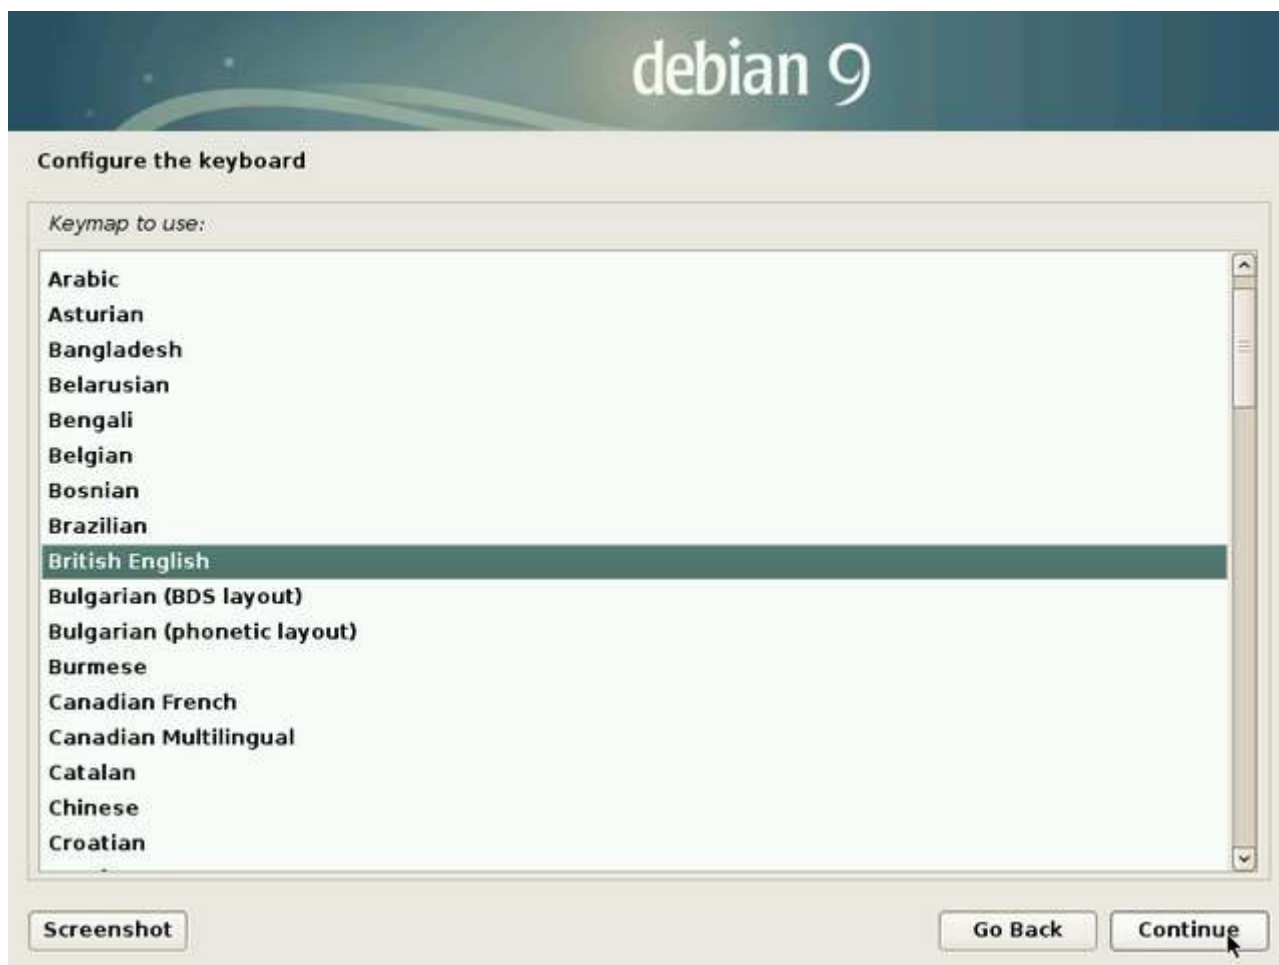 debian 9
Configure the keyboard
Keymap to use:
Arabic
Asturian
Bangladesh
Belarusian
Bengali
Belgian
Bosnian
Brazilian
British English
Bulgarian (BDS layout)
Bulgarian (phonetic layout)
Burmese
Canadian French
Canadian Multilingual
Catalan
Chinese
Croatian
Screenshot Go Back Continue